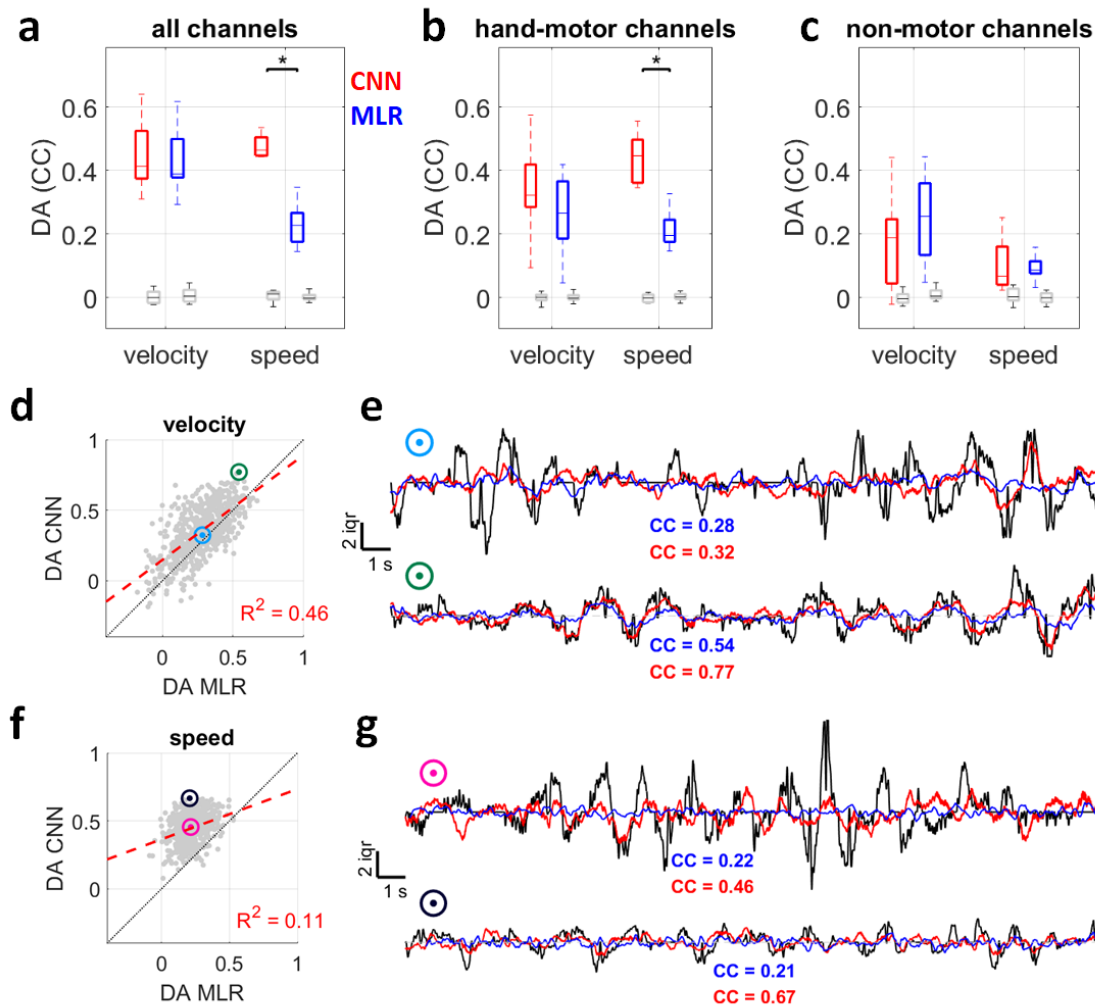 a
all channels
DA (CC)
0.6
0.4
0.2
0
velocity
speed
*
CNN
MLR
b
hand-motor channels
DA (CC)
0.6
0.4
0.2
0
velocity
speed
*
c
non-motor channels
DA (CC)
0.6
0.4
0.2
0
velocity
speed
d
velocity
DA CNN
1
0.5
0
0
0.5
1
DA MLR
R² = 0.46
e
2 iqr
1 s
CC = 0.28
CC = 0.32
CC = 0.54
CC = 0.77
f
speed
DA CNN
1
0.5
0
0
0.5
1
DA MLR
R² = 0.11
g
2 iqr
1 s
CC = 0.22
CC = 0.46
CC = 0.21
CC = 0.67